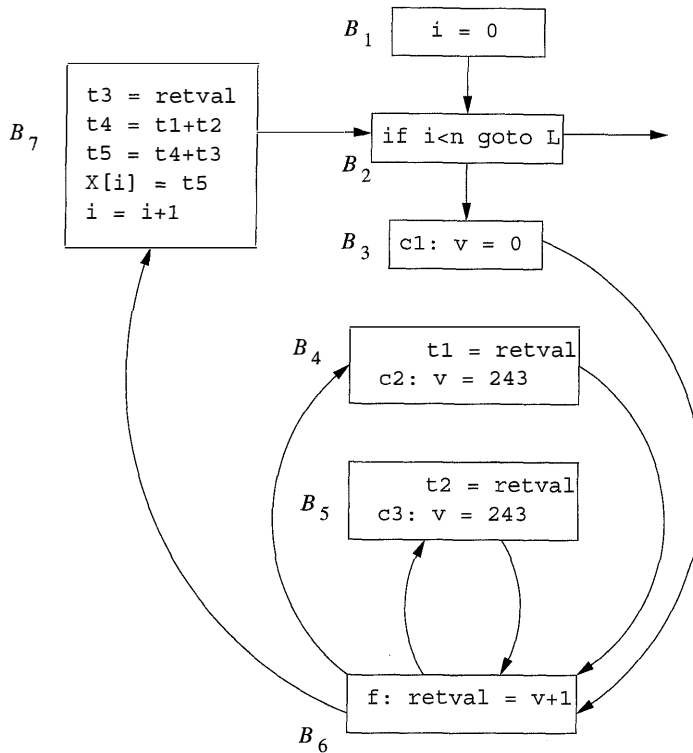 B1
i = 0
B7
t3 = retval
t4 = t1+t2
t5 = t4+t3
X[i] = t5
i = i+1
if i<n goto L
B2
B3
c1: v = 0
B4
t1 = retval
c2: v = 243
B5
t2 = retval
c3: v = 243
f: retval = v+1
B6